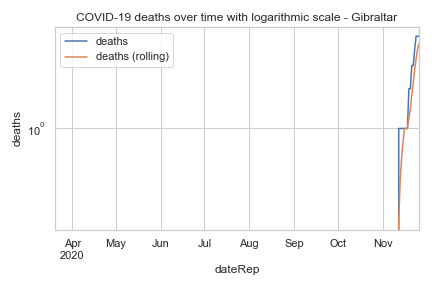 COVID-19 deaths over time with logarithmic scale - Gibraltar
deaths
deaths (rolling)
deaths
10⁰
Apr May Jun Jul Aug Sep Oct Nov
2020
dateRep